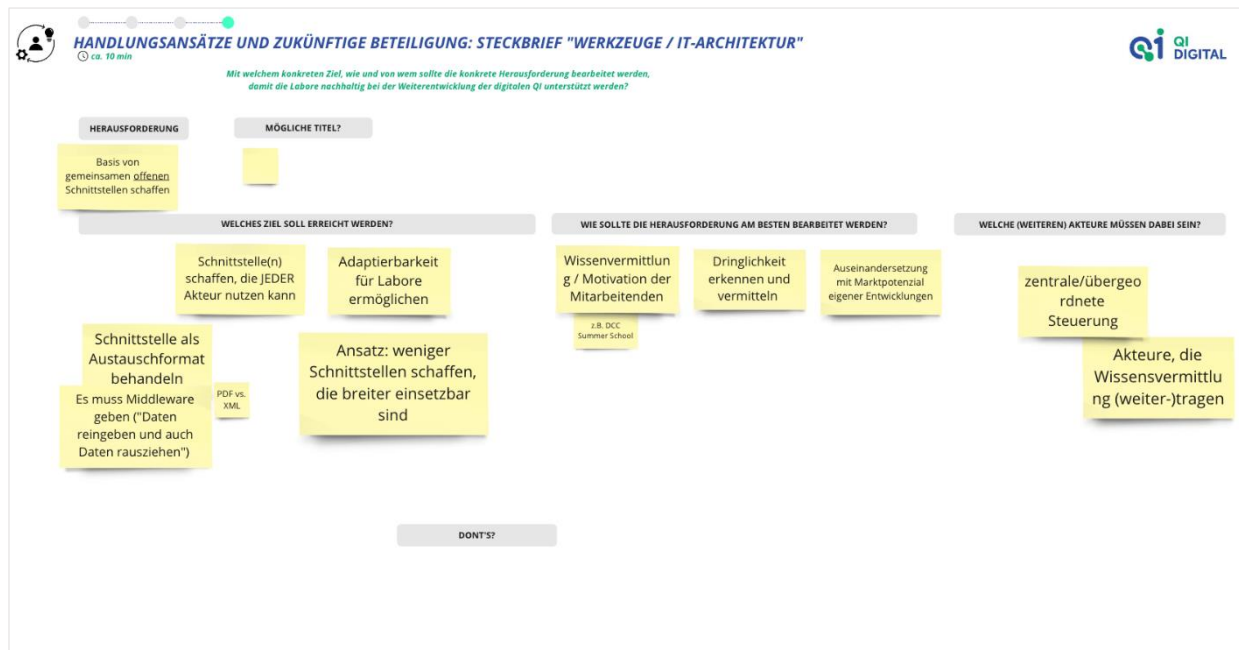 HANDLUNGSANSÄTZE UND ZUKÜNFTIGE BETEILIGUNG: STECKBRIEF "WERKZEUGE / IT-ARCHITEKTUR"
ca. 10 min
QI
DIGITAL
Mit welchem konkreten Ziel, wie und von wem sollte die konkrete Herausforderung bearbeitet werden,
damit die Labore nachhaltig bei der Weiterentwicklung der digitalen QI unterstützt werden?
HERAUSFORDERUNG
MÖGLICHE TITEL?
Basis von
gemeinsamen offenen
Schnittstellen schaffen
WELCHES ZIEL SOLL ERREICHT WERDEN?
Schnittstelle(n)
schaffen, die JEDER
Akteur nutzen kann
Adaptierbarkeit
für Labore
ermöglichen
Schnittstelle als
Austauschformat
behandeln
Es muss Middleware
geben ("Daten
reingeben und auch
Daten rausziehen")
PDF vs.
XML
Ansatz: weniger
Schnittstellen schaffen,
die breiter einsetzbar
sind
WIE SOLLTE DIE HERAUSFORDERUNG AM BESTEN BEARBEITET WERDEN?
Wissenvermittlun
g / Motivation der
Mitarbeitenden
z.B. DCC
Summer School
Dringlichkeit
erkennen und
vermitteln
Auseinandersetzung
mit Marktpotenzial
eigener Entwicklungen
WELCHE (WEITEREN) AKTEURE MÜSSEN DABEI SEIN?
zentrale/übergeo
rdnete
Steuerung
Akteure, die
Wissensvermittlu
ng (weiter-)tragen
DONT'S?